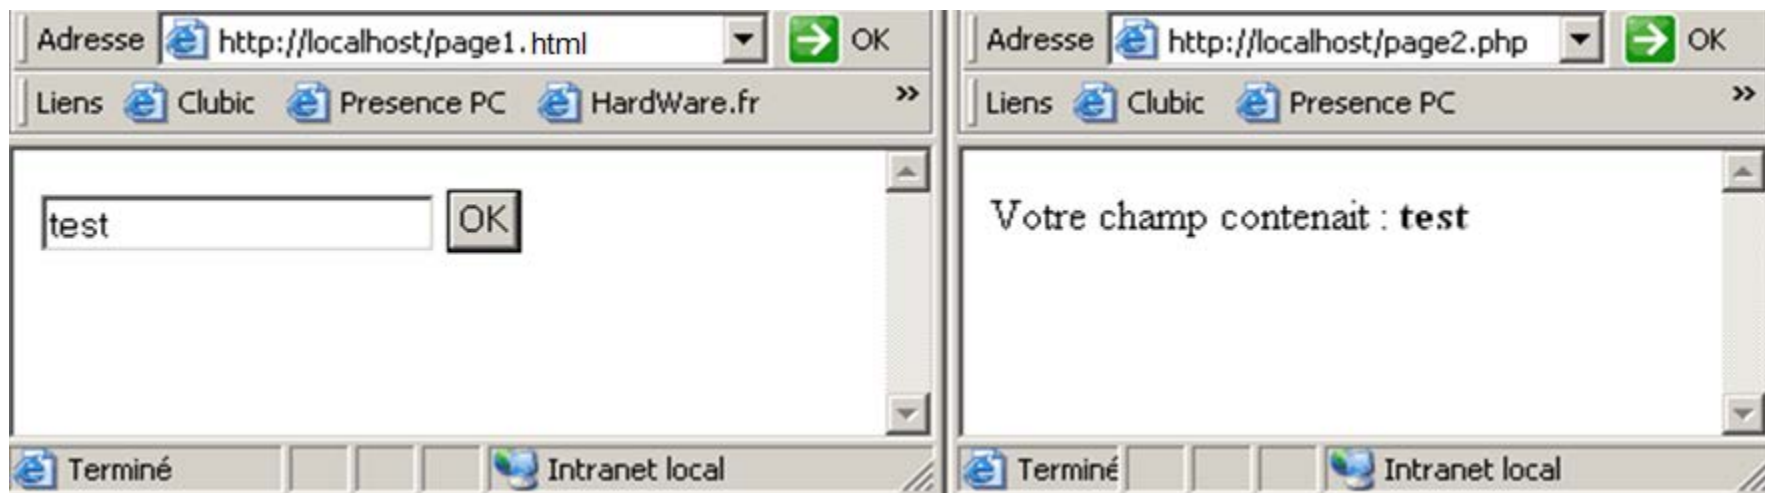 Adresse http://localhost/page1.html OK
Liens Clubic Presence PC HardWare.fr »
test OK
Terminé Intranet local
Adresse http://localhost/page2.php OK
Liens Clubic Presence PC »
Votre champ contenait : test
Terminé Intranet local